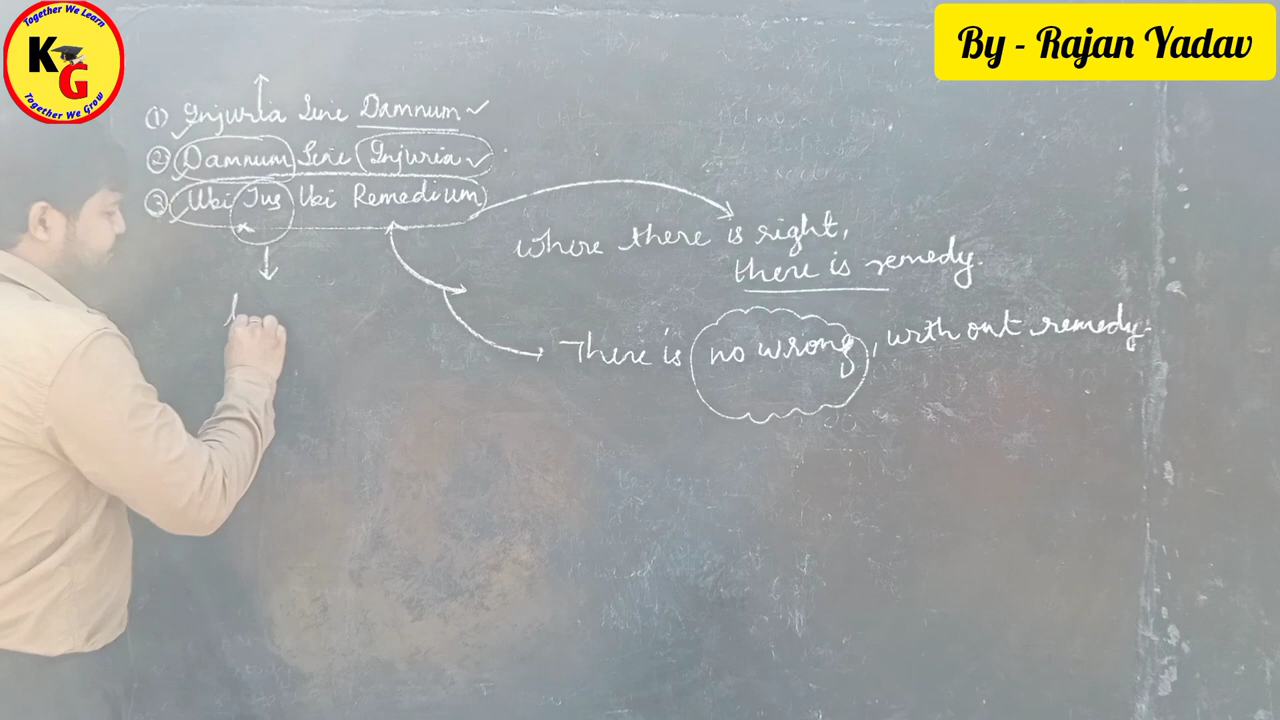 Together We Learn
KG
Together We Grow
By - Rajan Yadav
① Injuria Sine Damnum ✓
② Damnum Sine Injuria ✓
③ Ubi Jus Ubi Remedium
where there is right,
there is remedy.
There is no wrong, without remedy.